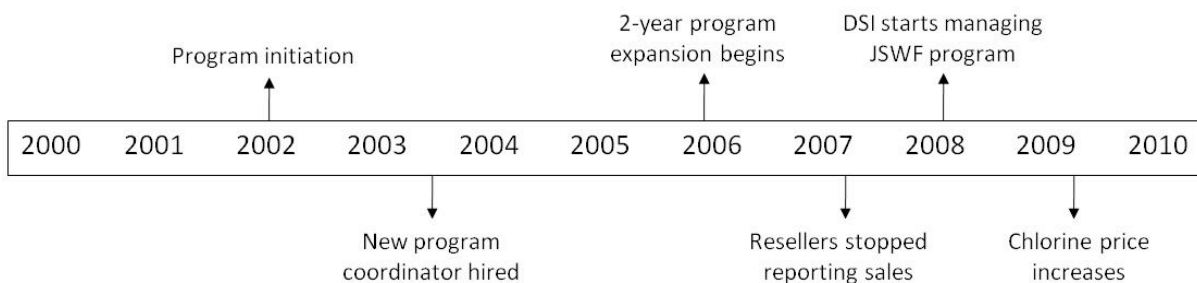 2-year program
expansion begins
DSI starts managing
JSWF program
Program initiation
2000 2001 2002 2003 2004 2005 2006 2007 2008 2009 2010
New program
coordinator hired
Resellers stopped
reporting sales
Chlorine price
increases